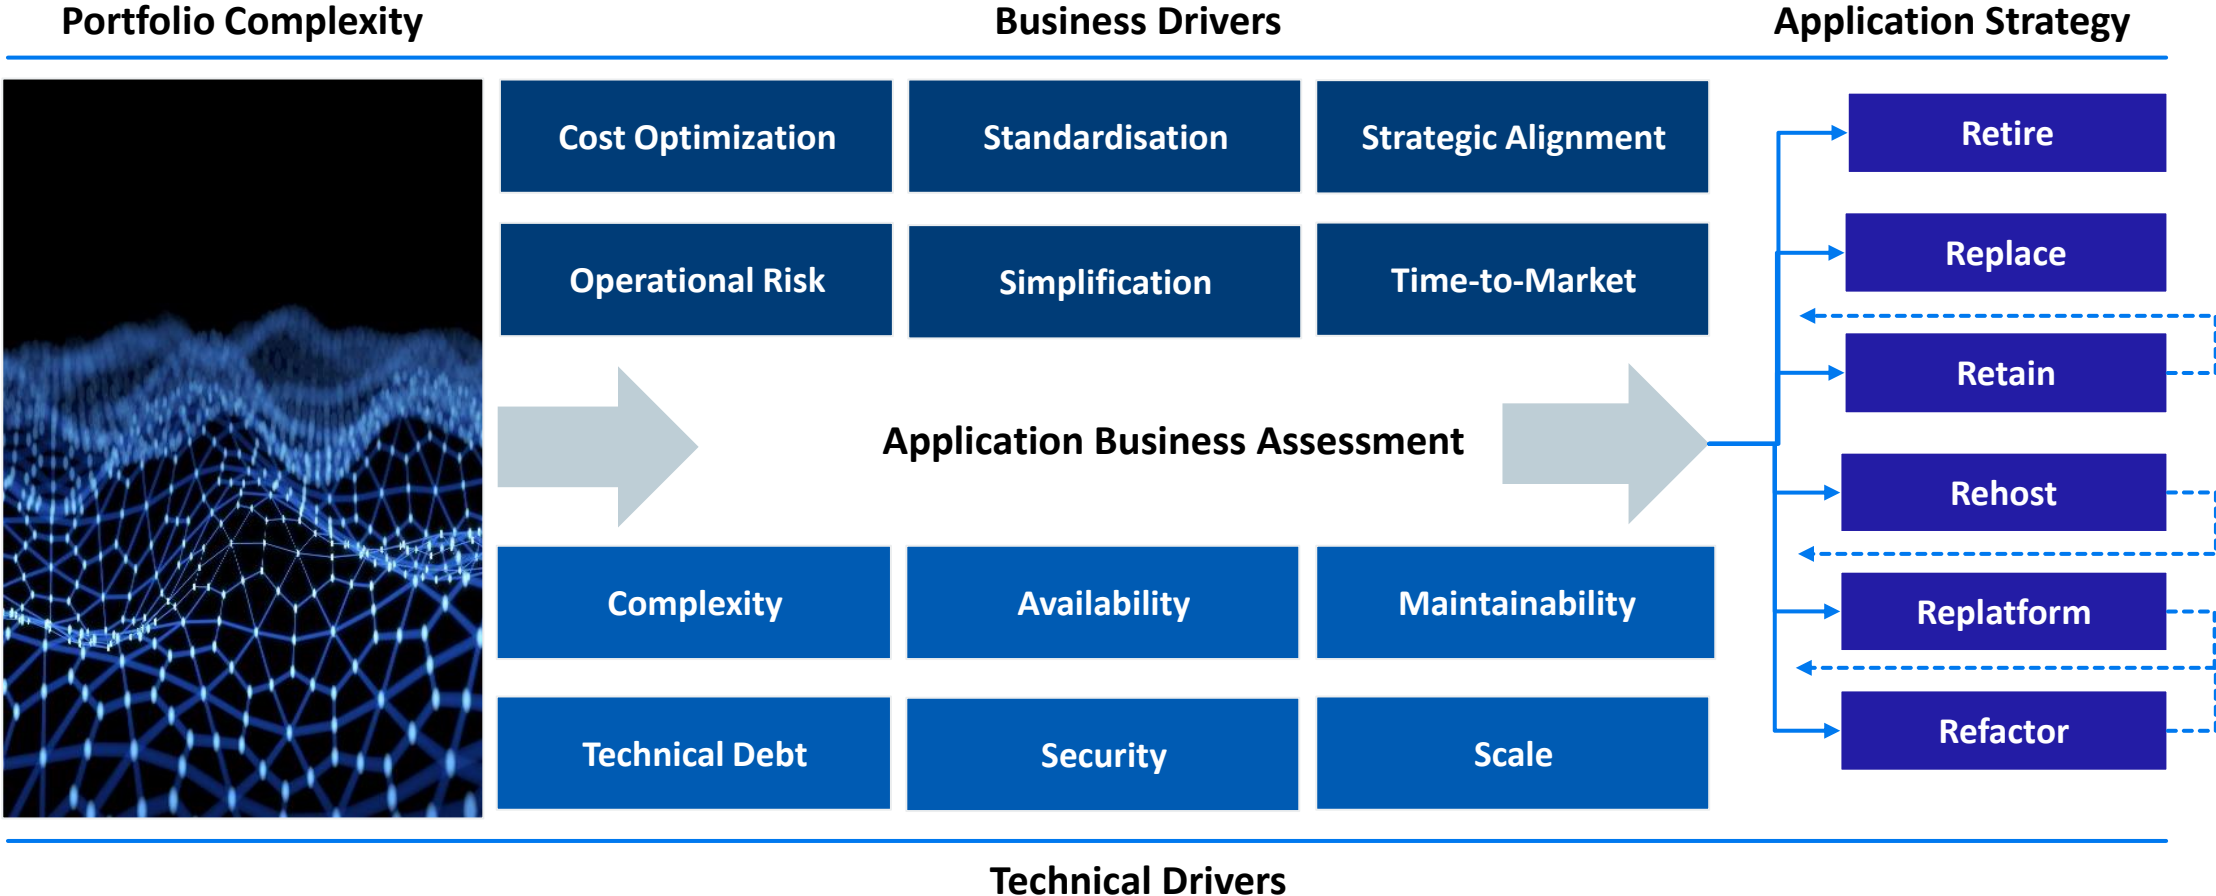 Portfolio Complexity
Business Drivers
Application Strategy
Cost Optimization
Standardisation
Strategic Alignment
Operational Risk
Simplification
Time-to-Market
Application Business Assessment
Complexity
Availability
Maintainability
Technical Debt
Security
Scale
Retire
Replace
Retain
Rehost
Replatform
Refactor
Technical Drivers